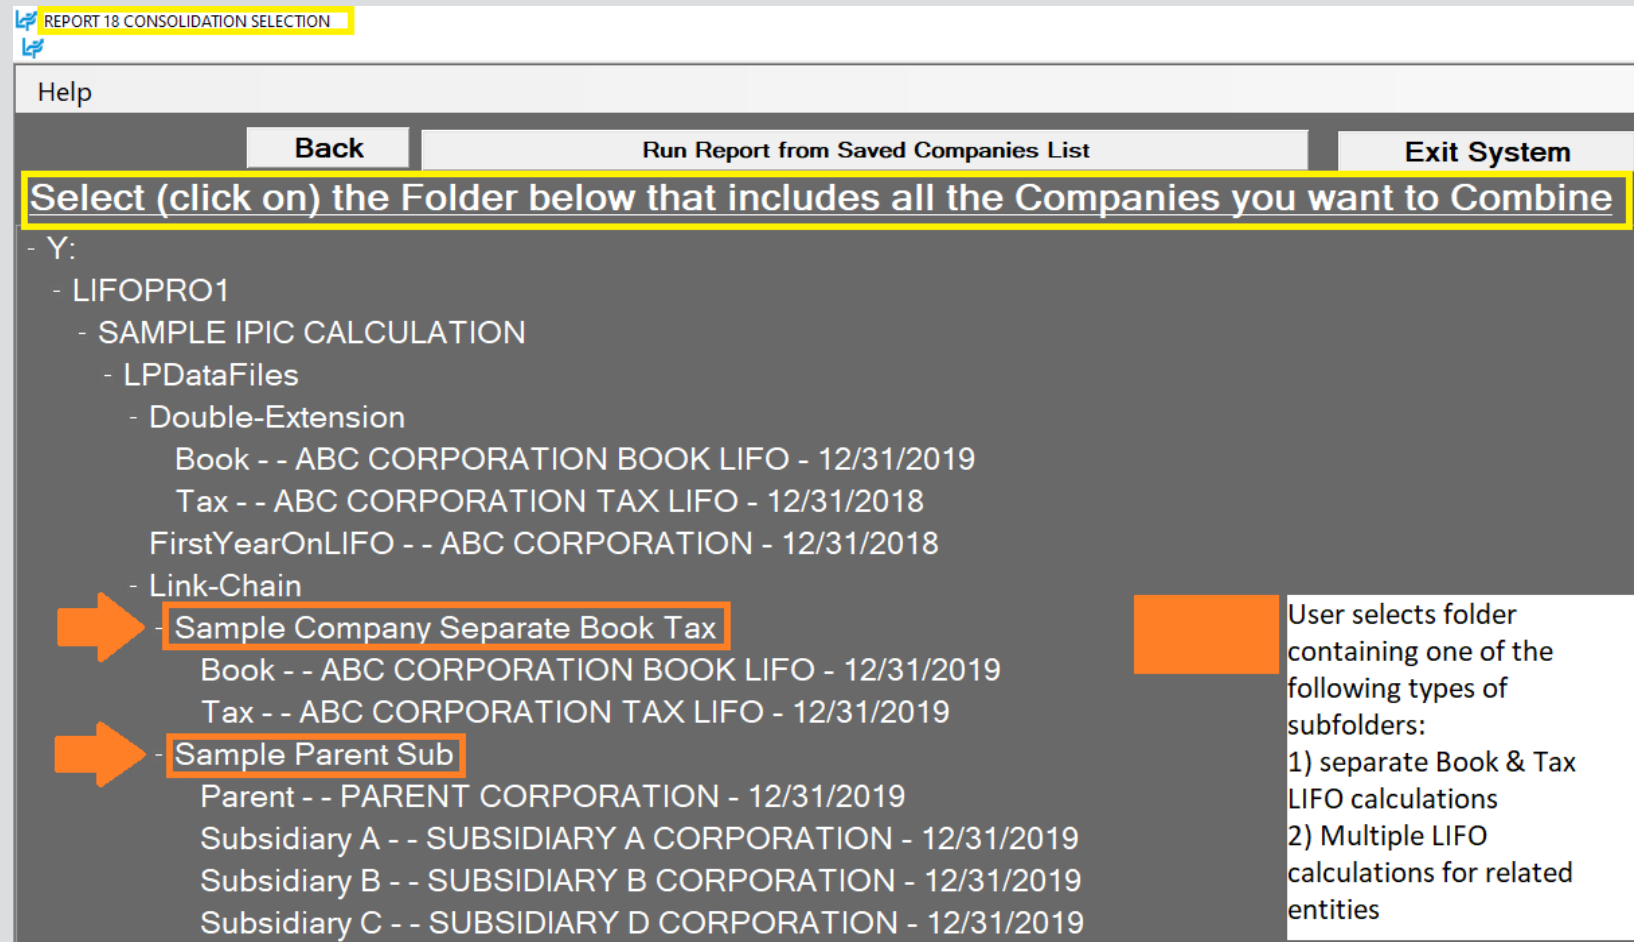 REPORT 18 CONSOLIDATION SELECTION
Help
Back
Run Report from Saved Companies List
Exit System
Select (click on) the Folder below that includes all the Companies you want to Combine
- Y:
- LIFOPRO1
- SAMPLE IPIC CALCULATION
- LPDataFiles
- Double-Extension
Book - - ABC CORPORATION BOOK LIFO - 12/31/2019
Tax - - ABC CORPORATION TAX LIFO - 12/31/2018
FirstYearOnLIFO - - ABC CORPORATION - 12/31/2018
- Link-Chain
- Sample Company Separate Book Tax
Book - - ABC CORPORATION BOOK LIFO - 12/31/2019
Tax - - ABC CORPORATION TAX LIFO - 12/31/2019
- Sample Parent Sub
Parent - - PARENT CORPORATION - 12/31/2019
Subsidiary A - - SUBSIDIARY A CORPORATION - 12/31/2019
Subsidiary B - - SUBSIDIARY B CORPORATION - 12/31/2019
Subsidiary C - - SUBSIDIARY D CORPORATION - 12/31/2019
User selects folder
containing one of the
following types of
subfolders:
1) separate Book & Tax
LIFO calculations
2) Multiple LIFO
calculations for related
entities